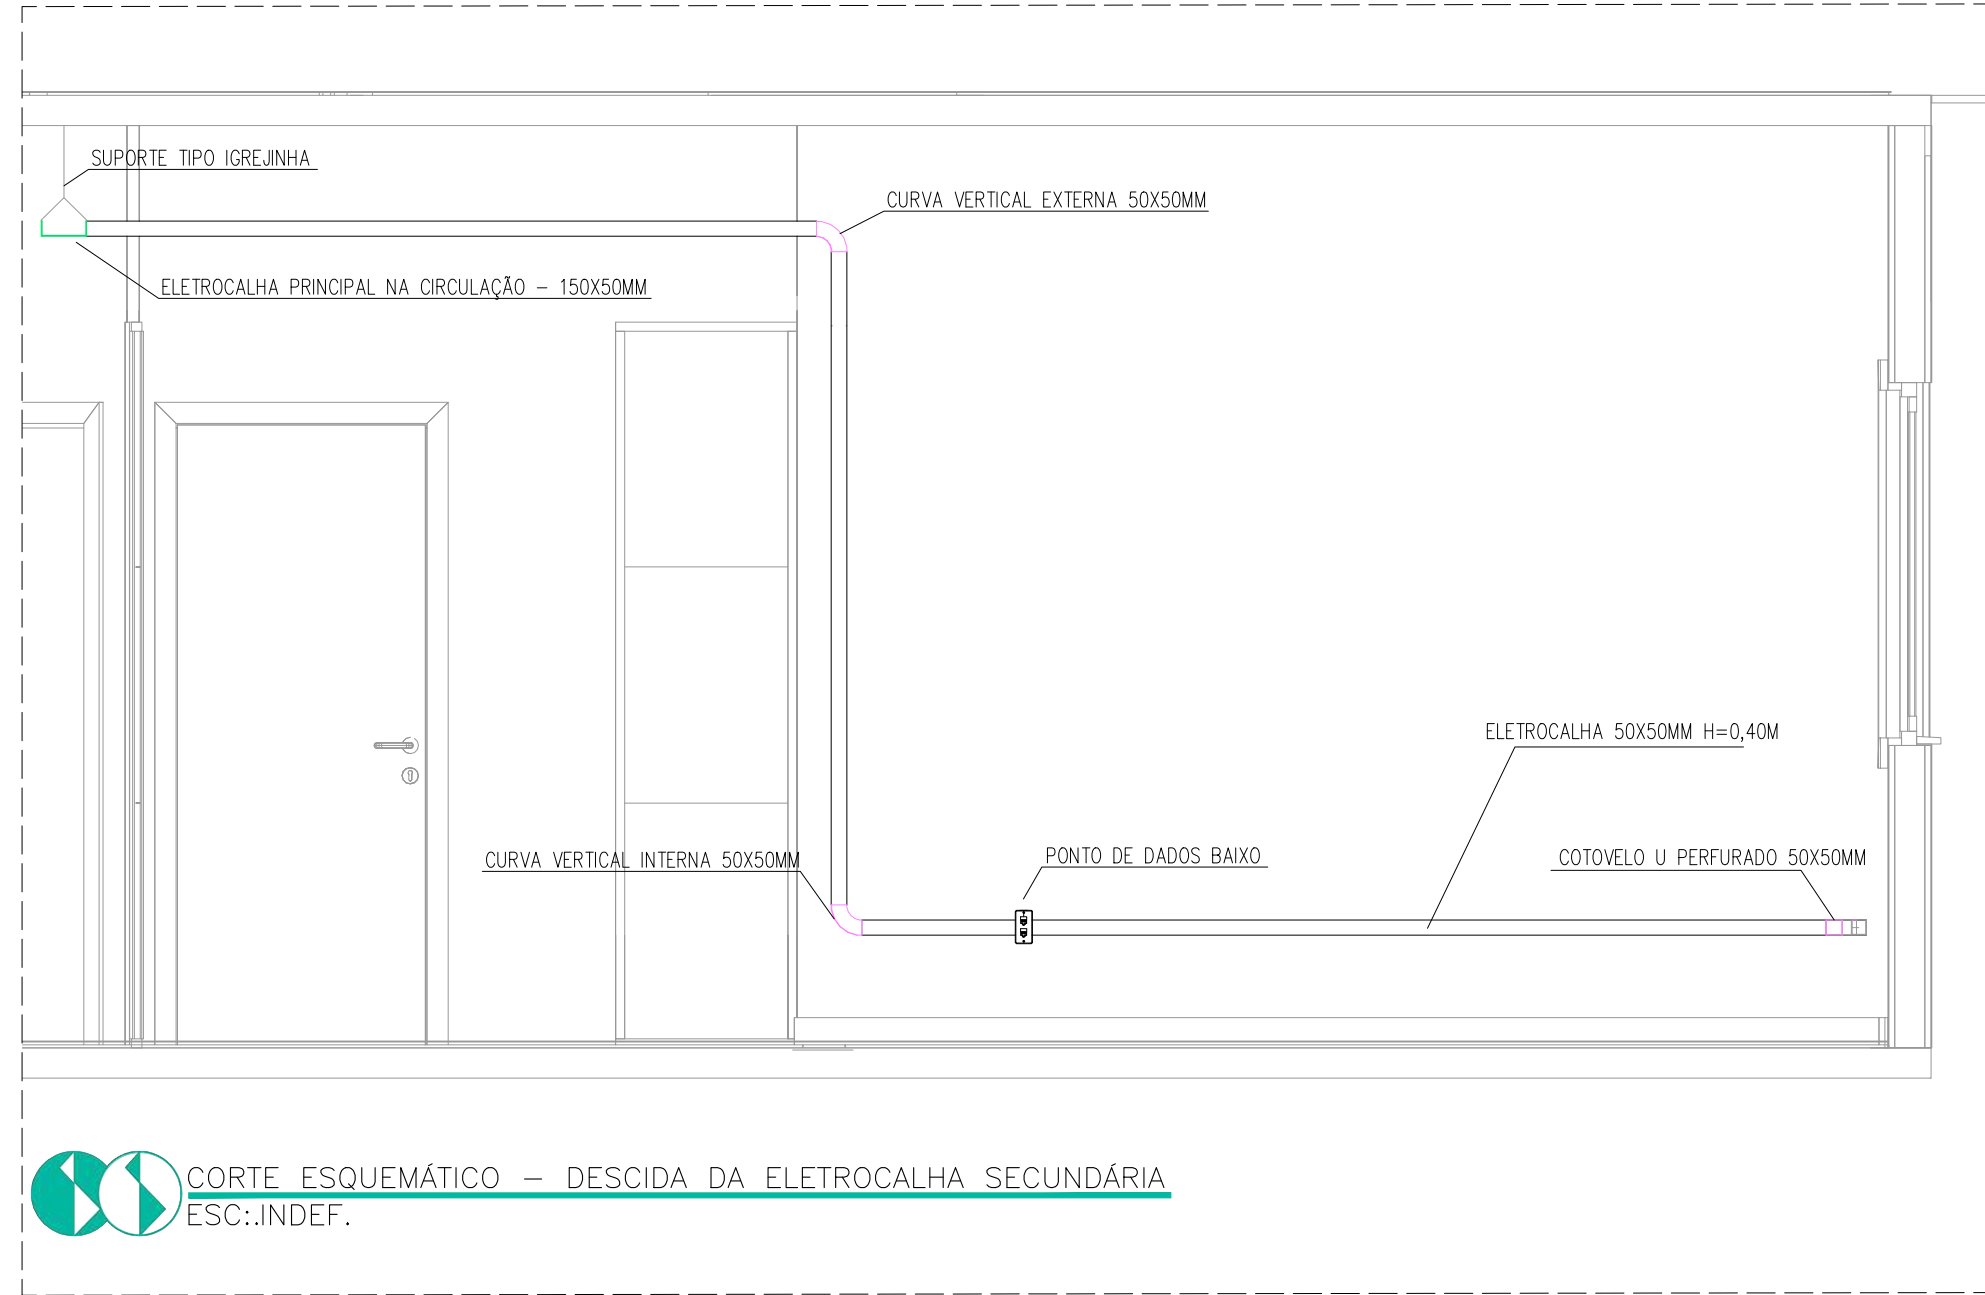 SUPORTE TIPO IGREJINHA
CURVA VERTICAL EXTERNA 50X50MM
ELETROCALHA PRINCIPAL NA CIRCULAÇÃO - 150X50MM
ELETROCALHA 50X50MM H=0,40M
CURVA VERTICAL INTERNA 50X50MM
PONTO DE DADOS BAIXO
COTOVELO U PERFURADO 50X50MM
CORTE ESQUEMÁTICO - DESCIDA DA ELETROCALHA SECUNDÁRIA
ESC:.INDEF.